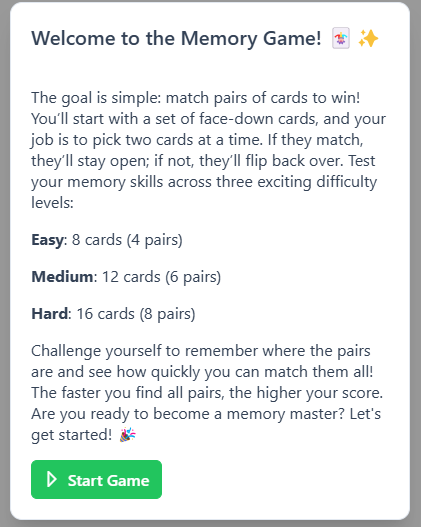 Welcome to the Memory Game! 🃏 ✨
The goal is simple: match pairs of cards to win!
You’ll start with a set of face-down cards, and your
job is to pick two cards at a time. If they match,
they’ll stay open; if not, they’ll flip back over. Test
your memory skills across three exciting difficulty
levels:
Easy: 8 cards (4 pairs)
Medium: 12 cards (6 pairs)
Hard: 16 cards (8 pairs)
Challenge yourself to remember where the pairs
are and see how quickly you can match them all!
The faster you find all pairs, the higher your score.
Are you ready to become a memory master? Let's
get started! 🎉
Start Game